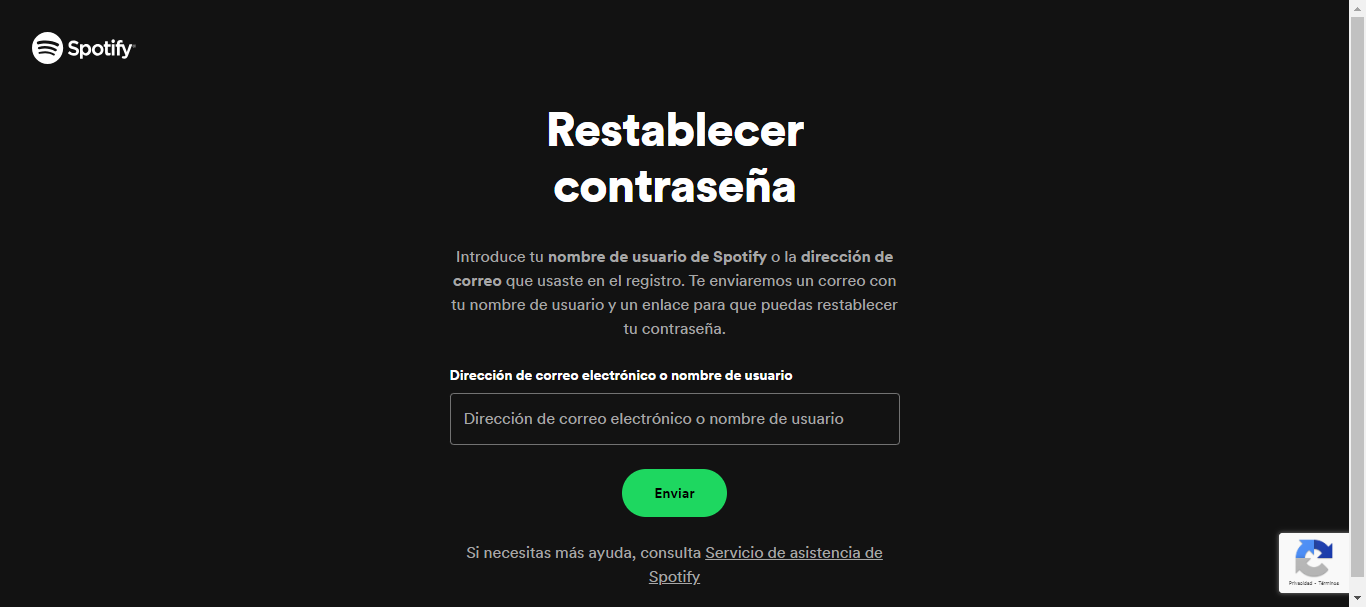 Spotify
Restablecer
contraseña
Introduce tu nombre de usuario de Spotify o la dirección de
correo que usaste en el registro. Te enviaremos un correo con
tu nombre de usuario y un enlace para que puedas restablecer
tu contraseña.
Dirección de correo electrónico o nombre de usuario
Dirección de correo electrónico o nombre de usuario
Enviar
Si necesitas más ayuda, consulta Servicio de asistencia de
Spotify
Privacidad - Términos